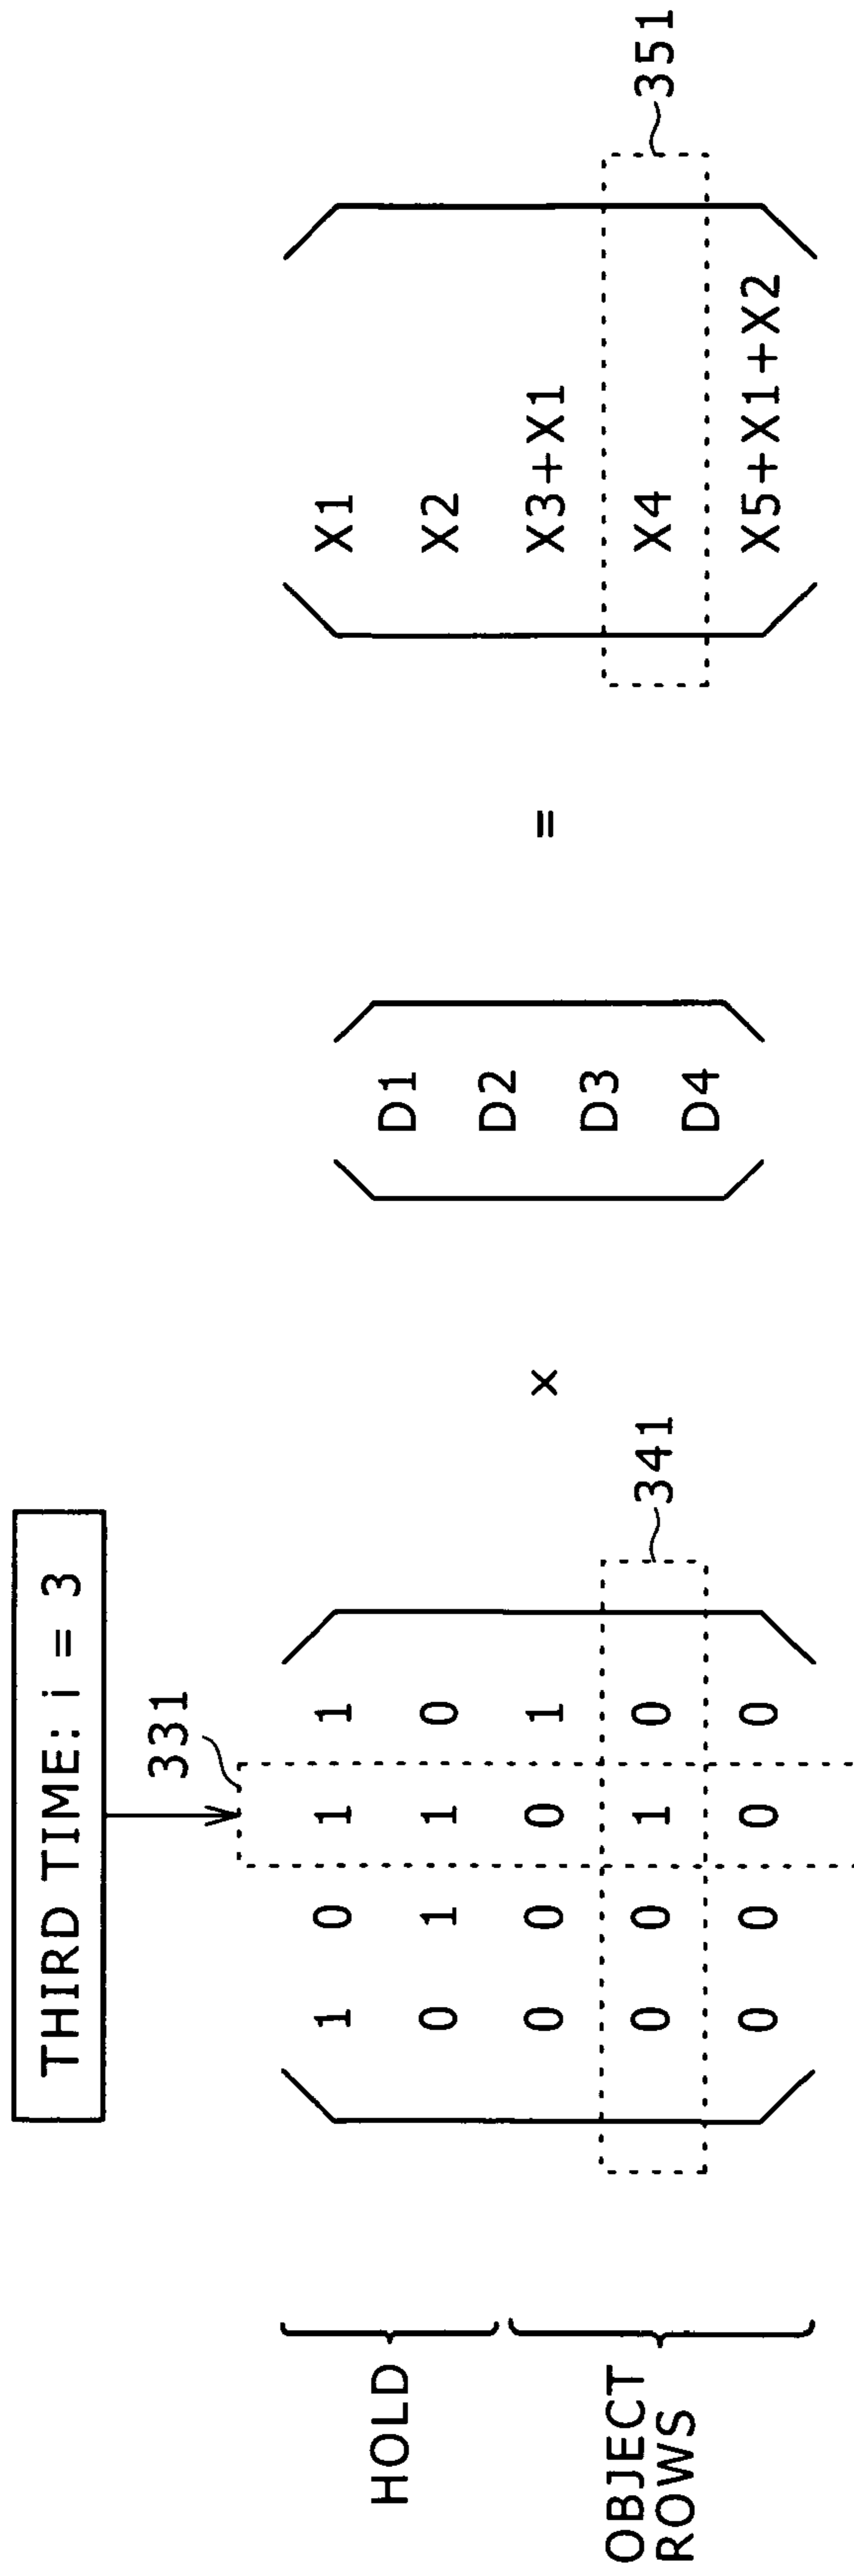 THIRD TIME: i = 3
331
HOLD
OBJECT
ROWS
1 0 1 1
0 1 1 0
0 0 0 1
0 0 1 0
0 0 0 0
341
×
D1
D2
D3
D4
=
X1
X2
X3+X1
X4
X5+X1+X2
351